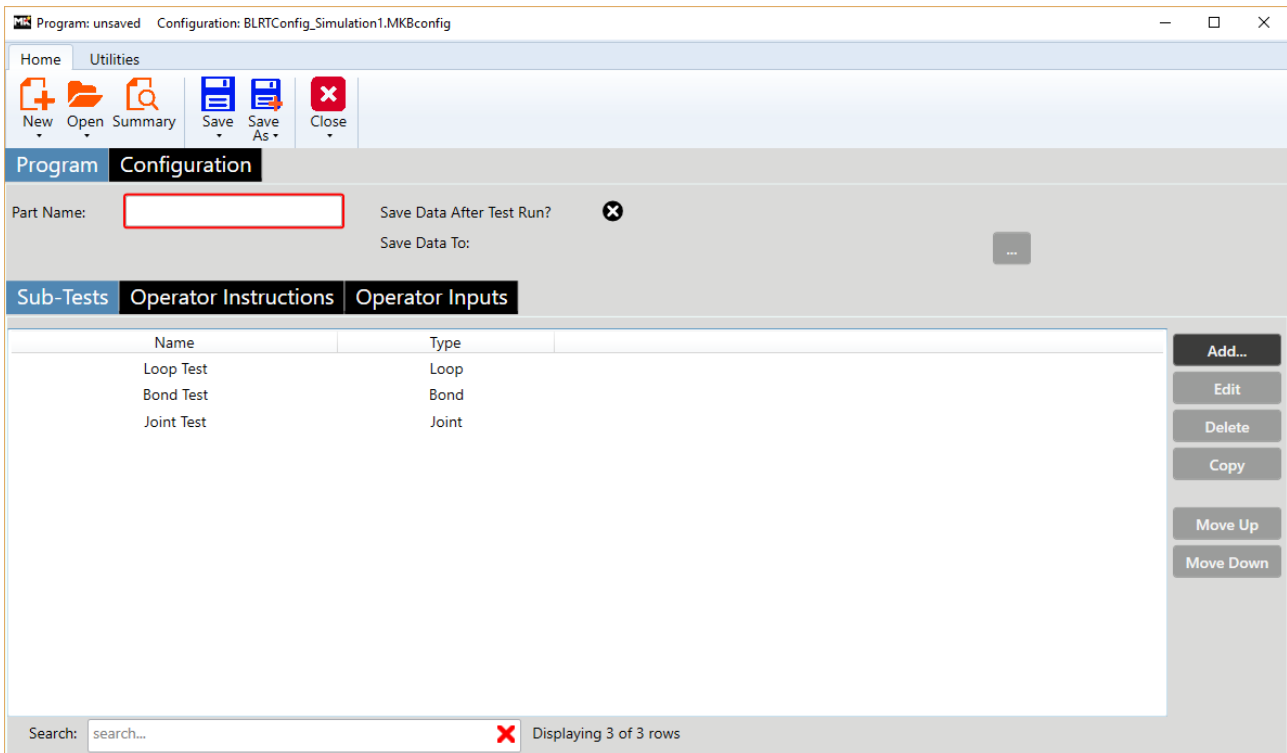 MK Program: unsaved Configuration: BLRTConfig_Simulation1.MKBconfig
Home Utilities
New Open Summary Save Save As Close
Program Configuration
Part Name: Save Data After Test Run?
Save Data To: ...
Sub-Tests Operator Instructions Operator Inputs
Name Type
Add...
Loop Test Loop
Edit
Bond Test Bond
Joint Test Joint
Delete
Copy
Move Up
Move Down
Search: search... Displaying 3 of 3 rows